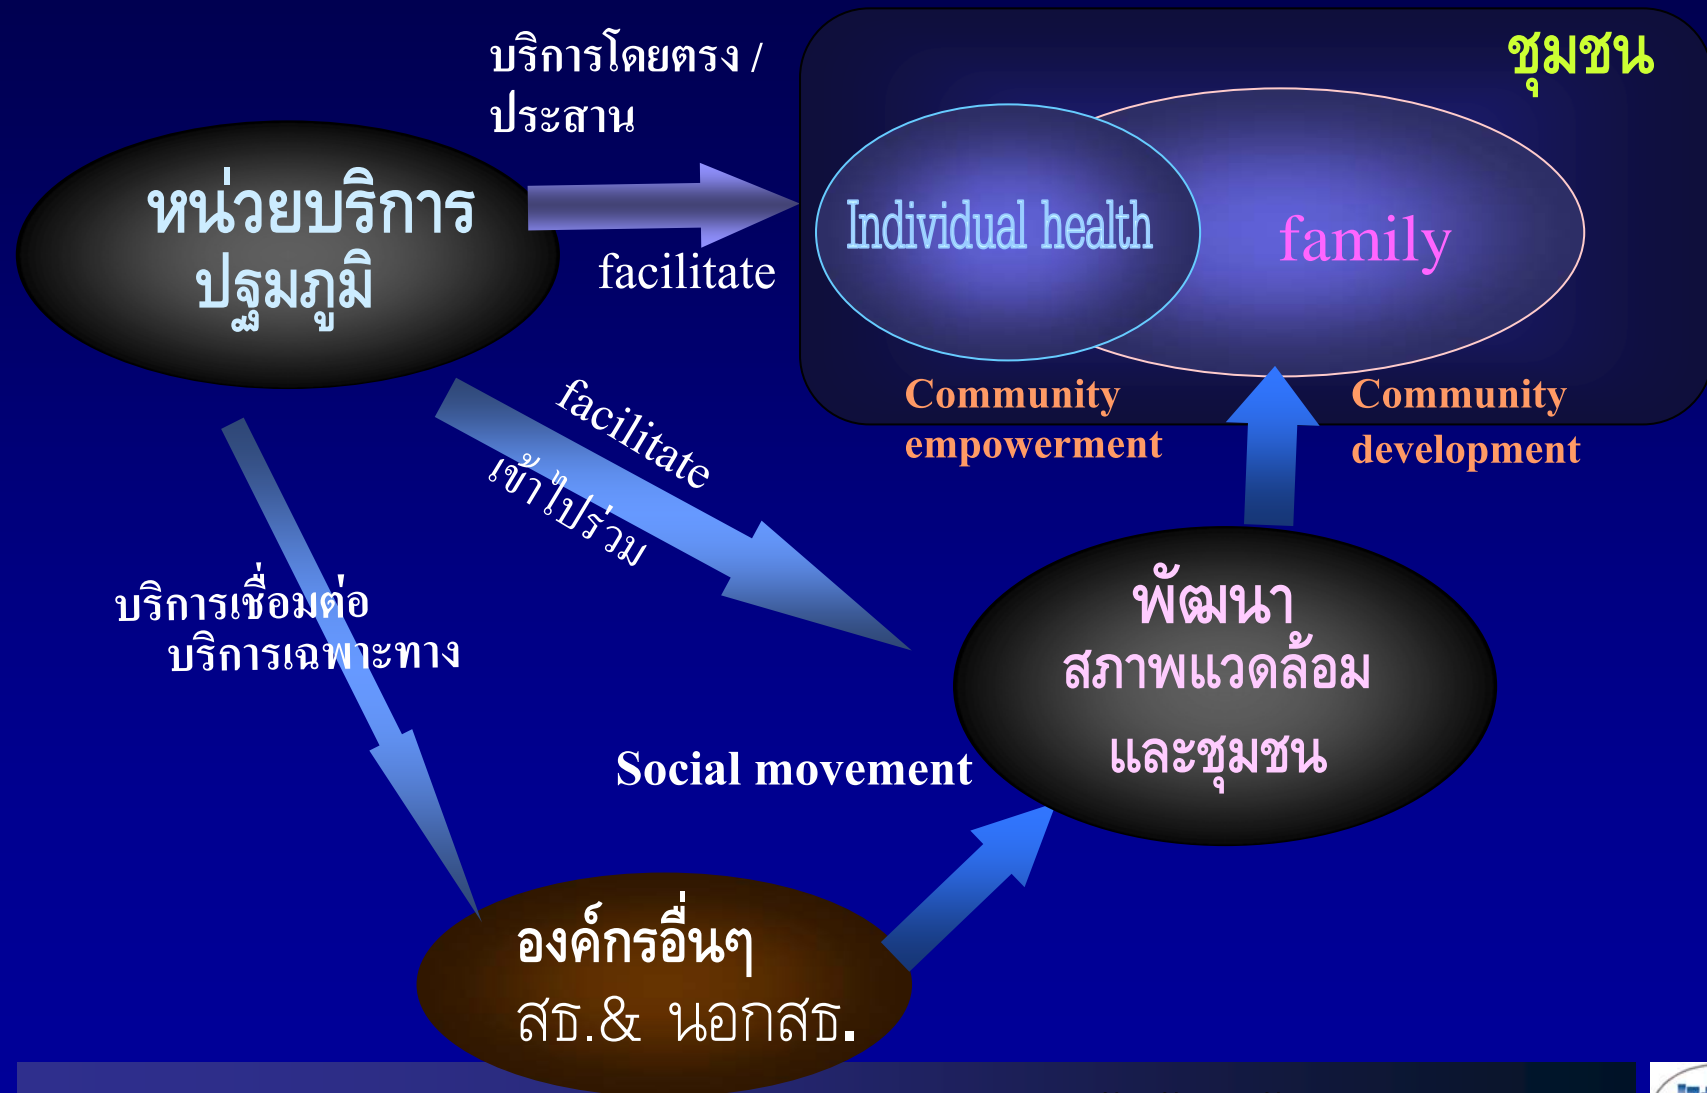 บริการโดยตรง /
ประสาน
ชุมชน
หน่วยบริการ
ปฐมภูมิ
facilitate
Individual health
family
Community
empowerment
Community
development
facilitate
เข้าไปร่วม
บริการเชื่อมต่อ
บริการเฉพาะทาง
พัฒนา
สภาพแวดล้อม
และชุมชน
Social movement
องค์กรอื่นๆ
สธ.& นอกสธ.